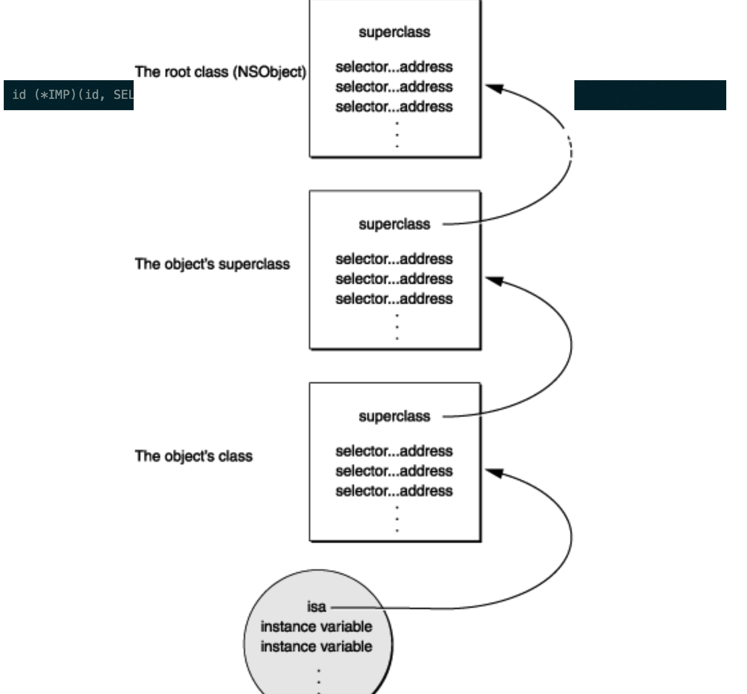 superclass
The root class (NSObject)
selector...address
selector...address
selector...address
id (*IMP)(id, SEL
superclass
The object's superclass
selector...address
selector...address
selector...address
superclass
The object's class
selector...address
selector...address
selector...address
isa
instance variable
instance variable